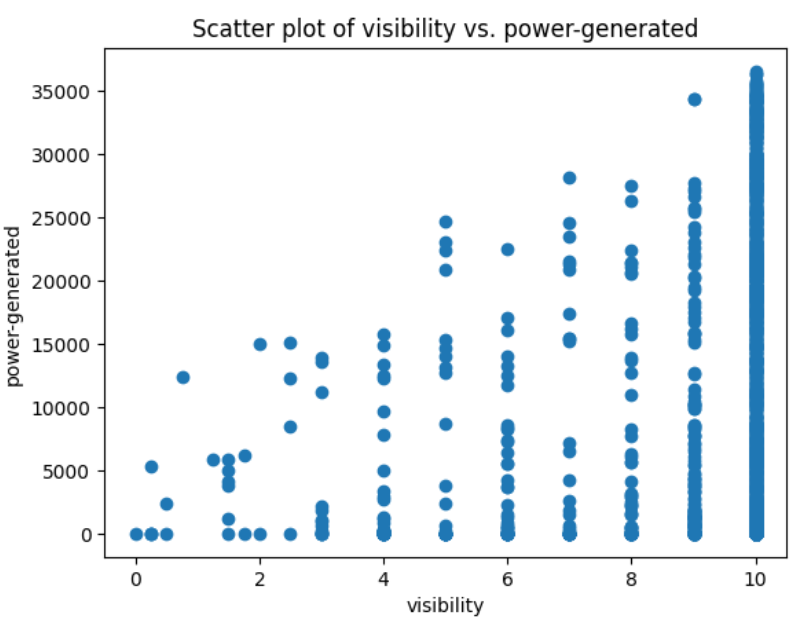 Scatter plot of visibility vs. power-generated
power-generated
35000
30000
25000
20000
15000
10000
5000
0
0 2 4 6 8 10
visibility